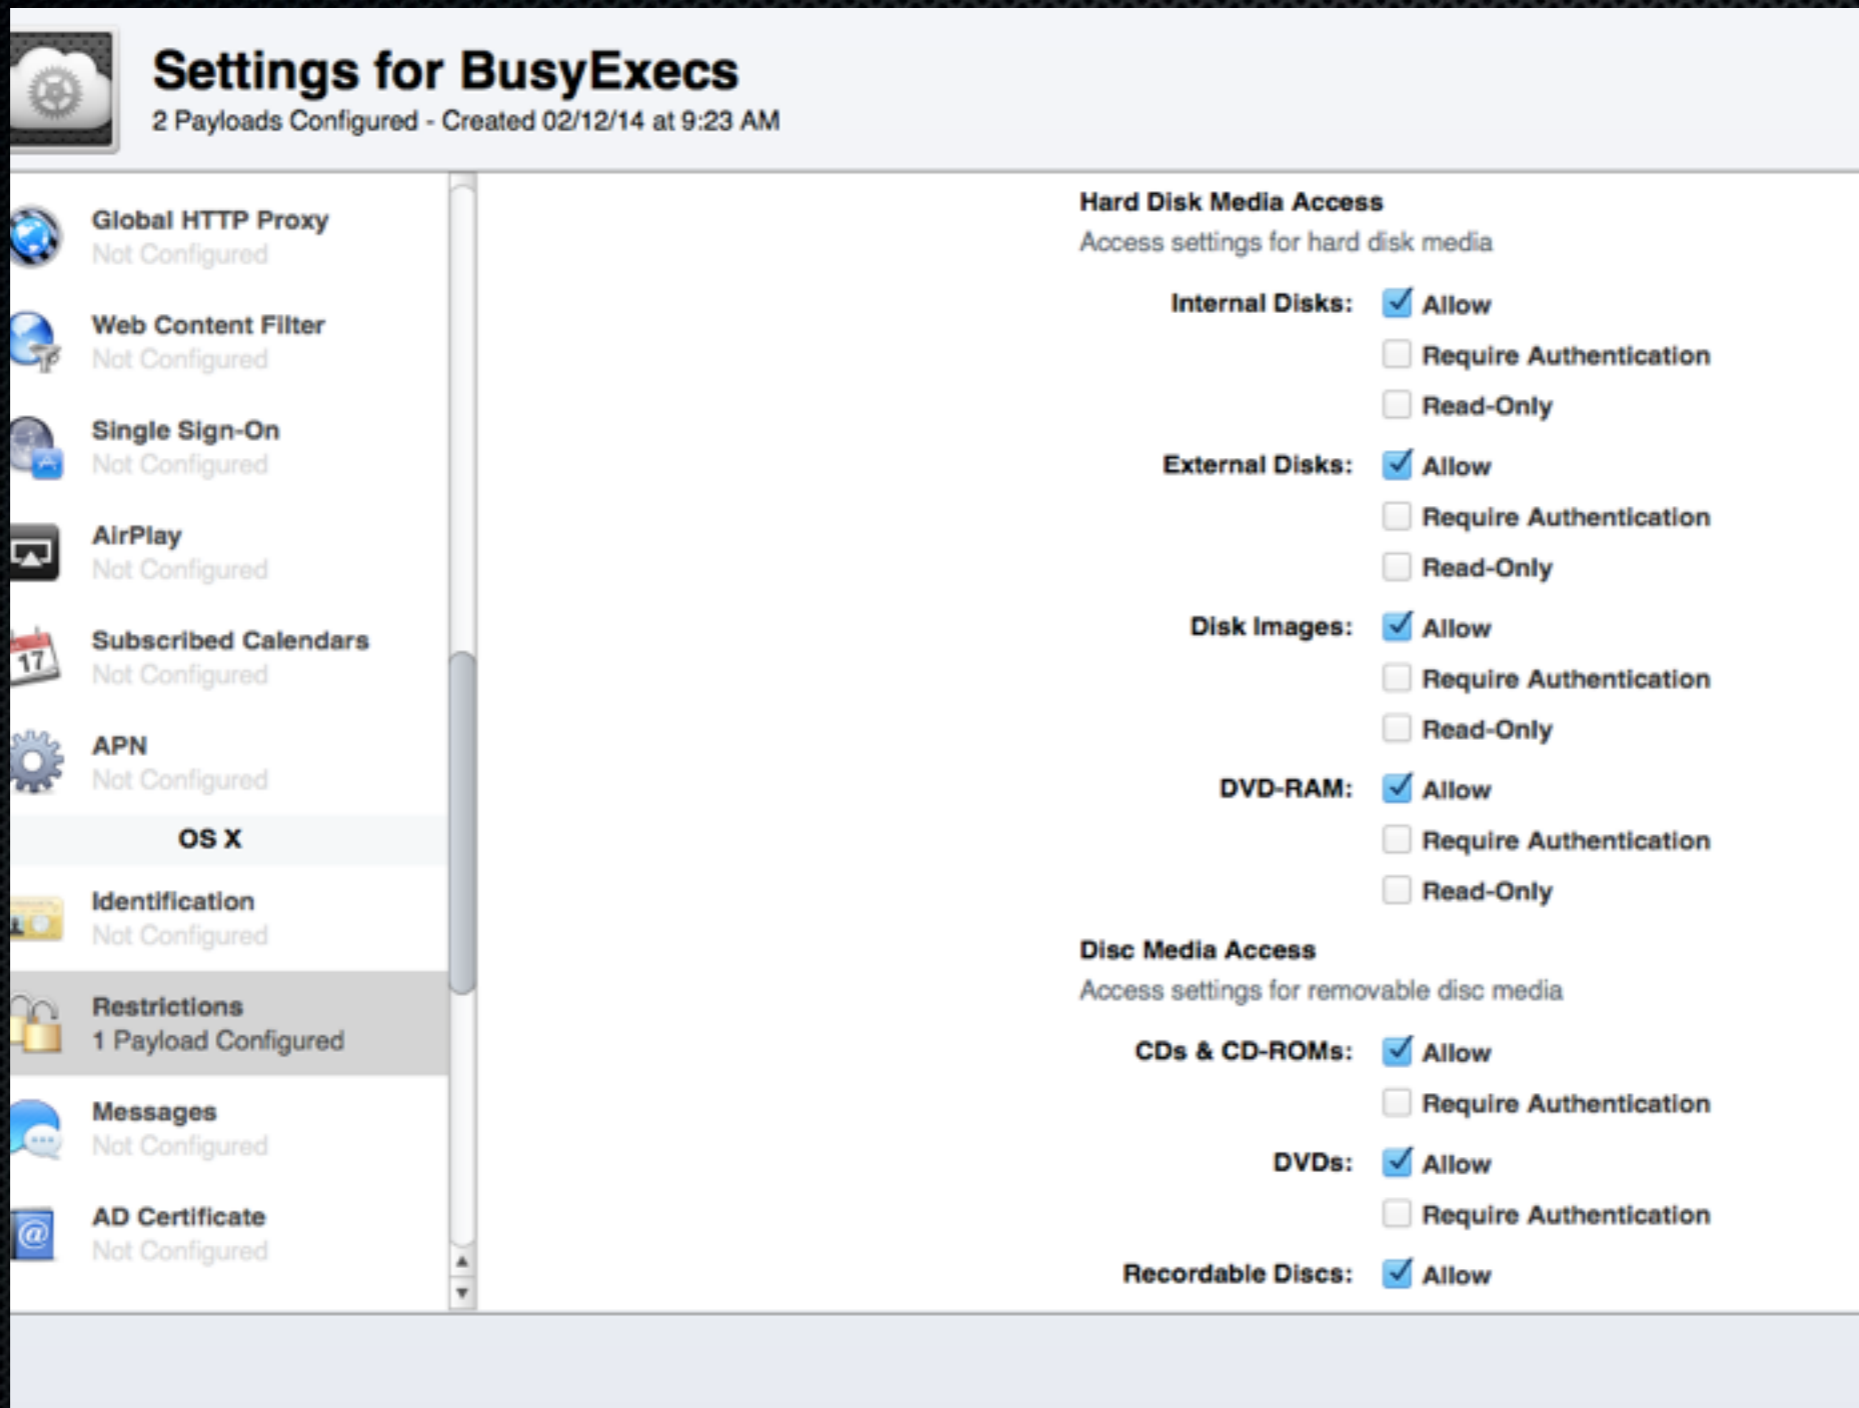 Settings for BusyExecs
2 Payloads Configured - Created 02/12/14 at 9:23 AM
Global HTTP Proxy
Not Configured
Web Content Filter
Not Configured
Single Sign-On
Not Configured
AirPlay
Not Configured
17
Subscribed Calendars
Not Configured
APN
Not Configured
OS X
Identification
Not Configured
Restrictions
1 Payload Configured
Messages
Not Configured
@
AD Certificate
Not Configured
Hard Disk Media Access
Access settings for hard disk media
Internal Disks: Allow
Require Authentication
Read-Only
External Disks: Allow
Require Authentication
Read-Only
Disk Images: Allow
Require Authentication
Read-Only
DVD-RAM: Allow
Require Authentication
Read-Only
Disc Media Access
Access settings for removable disc media
CDs & CD-ROMs: Allow
Require Authentication
DVDs: Allow
Require Authentication
Recordable Discs: Allow